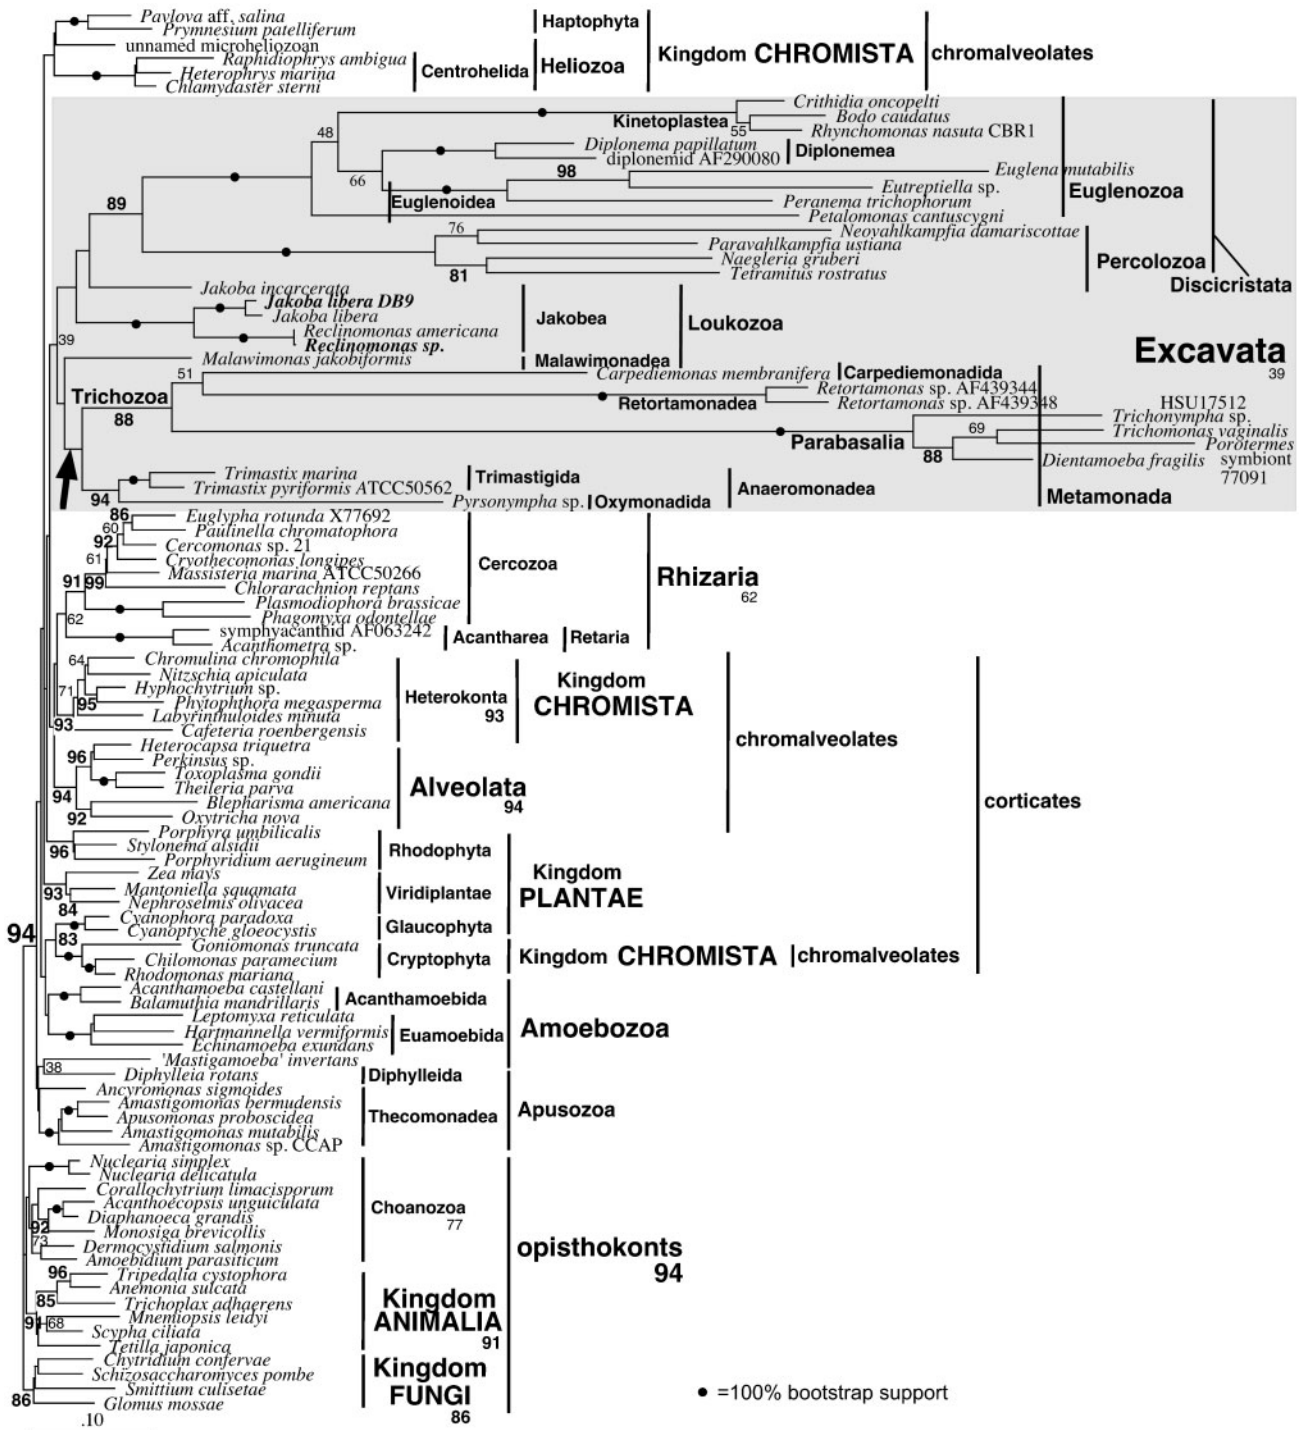 Pavlova aff. salina
Prymnesium patelliferum
unnamed microheliozoan
Raphidiophrys ambigua
Heterophrys marina
Chlamydaster sterni
Centrohelida
Haptophyta
Heliozoa
Kingdom CHROMISTA
chromalveolates
Crithidia oncopelti
Bodo caudatus
Rhynchomonas nasuta CBR1
Kinetoplastea
55
48
Diplonema papillatum
diplonemid AF290080
Diplonemea
66
98
Euglena mutabilis
Eutreptiella sp.
Peranema trichophorum
Petalomonas cantuscygni
Euglenoidea
Euglenozoa
89
76
Neoyahlkampfia damariscottae
Paravahlkampfia ustiana
Naegleria gruberi
Tetramitus rostratus
81
Percolozoa
Discicristata
Jakoba incarcerata
Jakoba libera DB9
Jakoba libera
Reclinomonas americana
Reclinomonas sp.
Jakobea
Loukozoa
39
Malawimonas jakobiformis
Malawimonadea
Excavata
39
51
Carpediemonas membranifera
Carpediemonadida
Trichozoa
88
Retortamonas sp. AF439344
Retortamonas sp. AF439348
Retortamonadea
HSU17512
Trichonympha sp.
Trichomonas vaginalis
Porotermes
symbiont
77091
Dientamoeba fragilis
69
88
Parabasalia
Trimastix marina
Trimastix pyriformis ATCC50562
Pyrsonympha sp.
94
Trimastigida
Oxymonadida
Anaeromonadea
Metamonada
86
Euglypha rotunda X77692
60
Paulinella chromatophora
92
Cercomonas sp. 21
61
Cryothecomonas longipes
Massisteria marina ATCC50266
91
99
Chlorarachnion reptans
Plasmodiophora brassicae
Phagomyxa odontellae
62
symphyacanthid AF063242
Acanthometra sp.
Cercozoa
Acantharea
Retaria
Rhizaria
62
64
Chromulina chromophila
Nitzschia apiculata
71
Hyphochytrium sp.
95
Phytophthora megasperma
Labyrinthuloides minuta
93
Cafeteria roenbergensis
Heterokonta
93
Kingdom
CHROMISTA
Heterocapsa triquetra
96
Perkinsus sp.
Toxoplasma gondii
Theileria parva
94
Blepharisma americana
92
Oxytricha nova
Alveolata
94
chromalveolates
corticates
Porphyra umbilicalis
Stylonema alsidii
96
Porphyridium aerugineum
Rhodophyta
Zea mays
93
Mantoniella squamata
Nephroselmis olivacea
Viridiplantae
84
Cyanophora paradoxa
Cyanoptyche gloeocystis
Glaucophyta
Kingdom
PLANTAE
94
83
Goniomonas truncata
Chilomonas paramecium
Rhodomonas mariana
Cryptophyta
Kingdom CHROMISTA
chromalveolates
Acanthamoeba castellani
Balamuthia mandrillaris
Acanthamoebida
Leptomyxa reticulata
Hartmannella vermiformis
Echinamoeba exundans
Euamoebida
Amoebozoa
'Mastigamoeba' invertans
38
Diphylleia rotans
Diphylleida
Ancyromonas sigmoides
Amastigomonas bermudensis
Apusomonas proboscidea
Amastigomonas mutabilis
Amastigomonas sp. CCAP
Thecomonadea
Apusozoa
Nuclearia simplex
Nuclearia delicatula
Corallochytrium limacisporum
Acanthoecopsis unguiculata
Diaphanoeca grandis
92
Monosiga brevicollis
73
Dermocystidium salmonis
Amoebidium parasiticum
Choanozoa
77
opisthokonts
94
96
Tripedalia cystophora
Anemonia sulcata
85
Trichoplax adhaerens
Mnemiopsis leidyi
91
68
Scypha ciliata
Tetilla japonica
Kingdom
ANIMALIA
91
Chytridium confervae
Schizosaccharomyces pombe
Smittium culisetae
86
Glomus mossae
Kingdom
FUNGI
86
.10
=100% bootstrap support